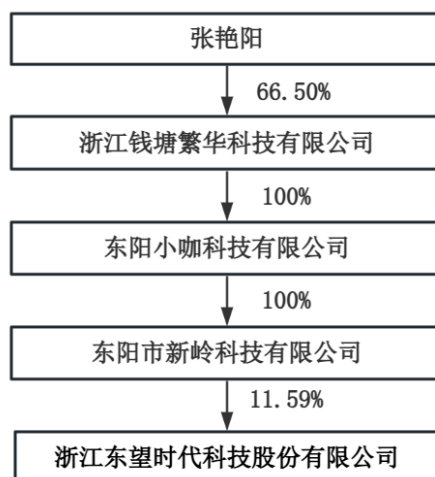 张艳阳
66.50%
浙江钱塘繁华科技有限公司
100%
东阳小咖科技有限公司
100%
东阳市新岭科技有限公司
11.59%
浙江东望时代科技股份有限公司